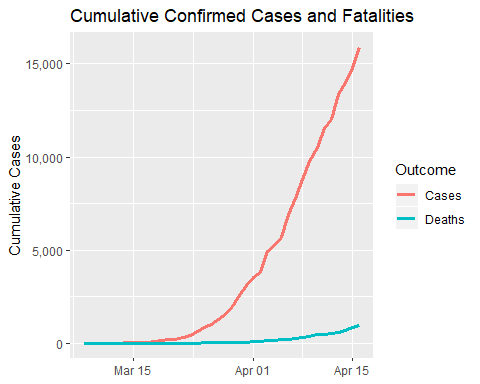 Cumulative Confirmed Cases and Fatalities
Cumulative Cases
15,000
10,000
5,000
0
Mar 15
Apr 01
Apr 15
Outcome
Cases
Deaths